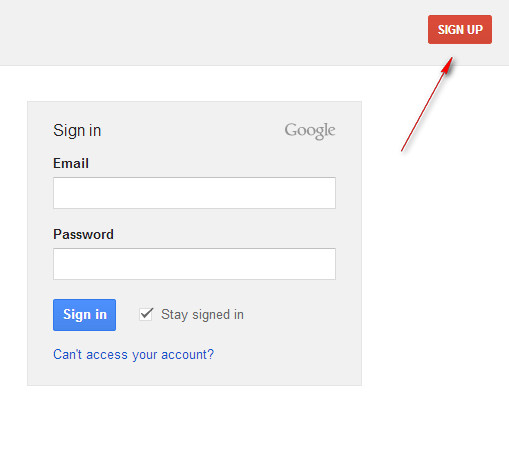 SIGN UP
Sign in Google
Email
Password
Sign in Stay signed in
Can't access your account?